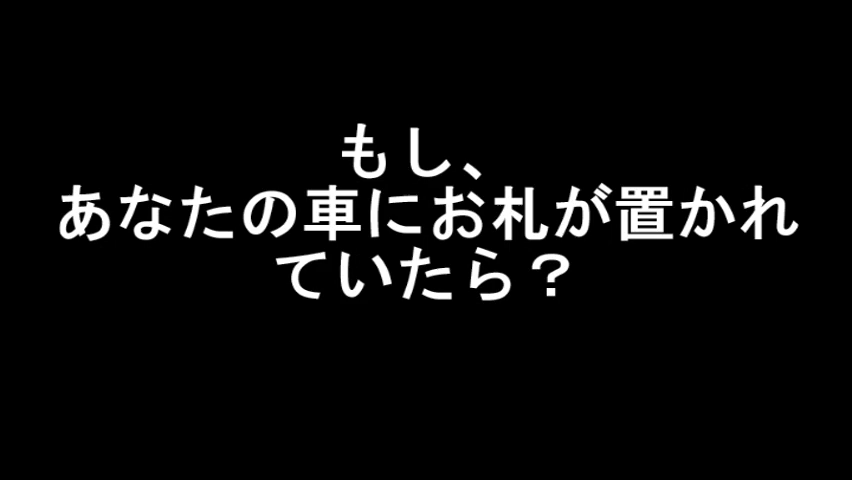 もし、
あなたの車にお札が置かれ
ていたら？